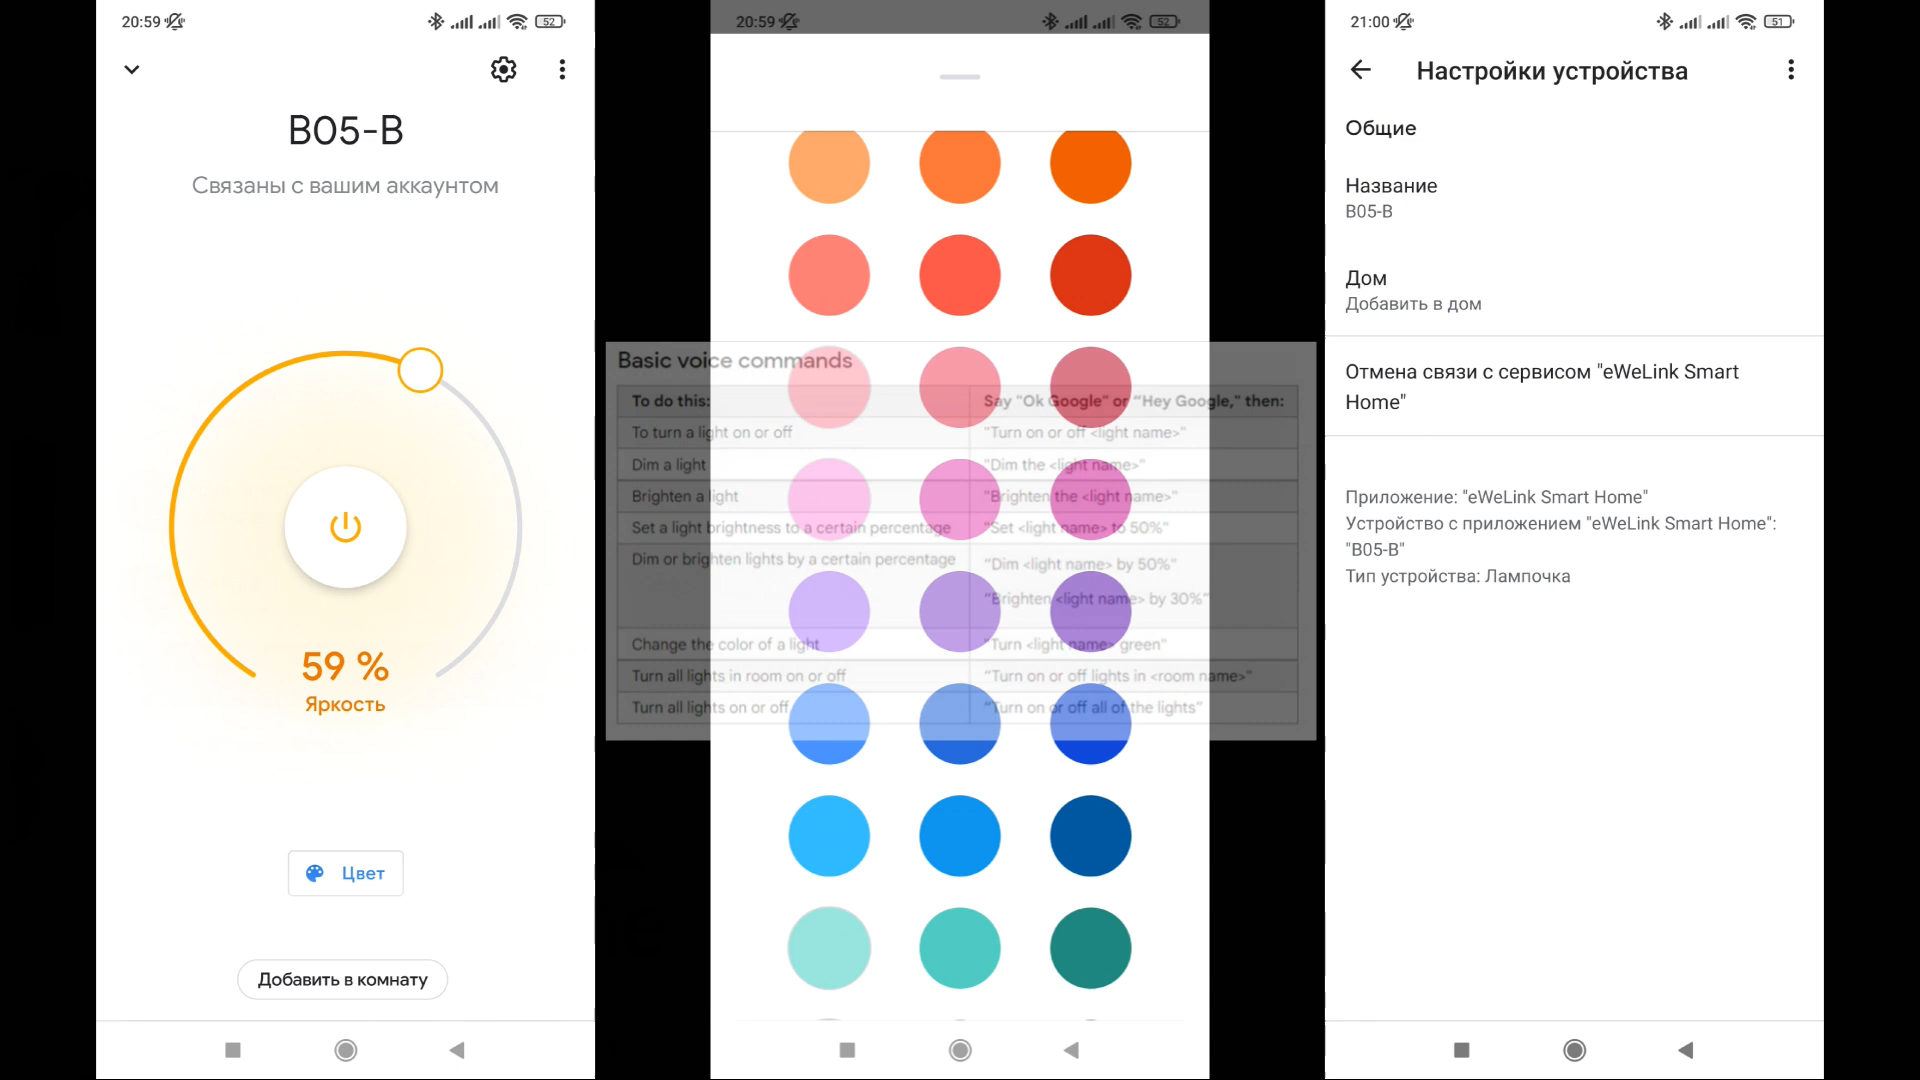 20:59
52
B05-B
Связаны с вашим аккаунтом
59 %
Яркость
Цвет
Добавить в комнату
20:59
52
Basic voice commands
To do this:
Say "Ok Google" or "Hey Google," then:
To turn a light on or off
"Turn on or off <light name>"
Dim a light
"Dim the <light name>"
Brighten a light
"Brighten the <light name>"
Set a light brightness to a certain percentage
"Set <light name> to 50%"
Dim or brighten lights by a certain percentage
"Dim <light name> by 50%"
"Brighten <light name> by 30%"
Change the color of a light
"Turn <light name> green"
Turn all lights in room on or off
"Turn on or off lights in <room name>"
Turn all lights on or off
"Turn on or off all of the lights"
21:00
51
Настройки устройства
Общие
Название
B05-B
Дом
Добавить в дом
Отмена связи с сервисом "eWeLink Smart
Home"
Приложение: "eWeLink Smart Home"
Устройство с приложением "eWeLink Smart Home":
"B05-B"
Тип устройства: Лампочка